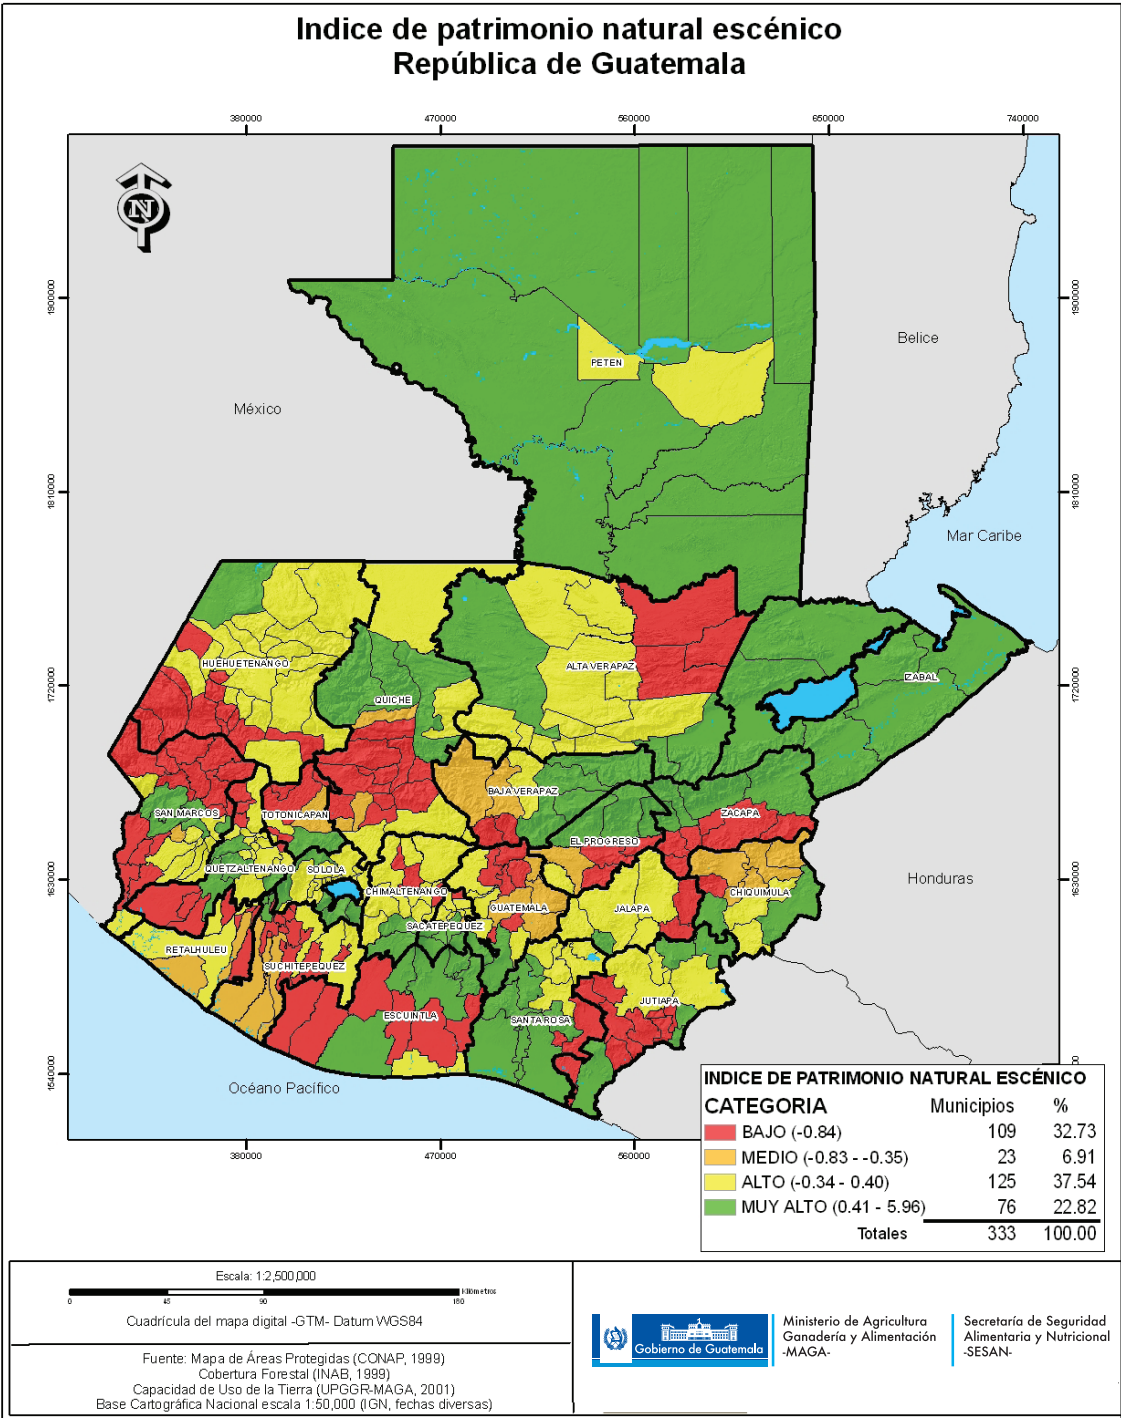 Indice de patrimonio natural escénico
República de Guatemala
380000 470000 560000 650000 740000
N
1900000 1900000
Belice
PETEN
México
1810000 1810000
Mar Caribe
HUEHUETENANGO
ALTA VERAPAZ
IZABAL
1720000 1720000
QUICHE
BAJA VERAPAZ
SAN MARCOS
TOTONICAPAN
ZACAPA
EL PROGRESO
QUETZALTENANGO
SOLOLA
1630000 1630000
Honduras
CHIMALTENANGO
CHIQUIMULA
GUATEMALA
JALAPA
SACATEPEQUEZ
RETALHULEU
SUCHITEPEQUEZ
JUTIAPA
ESCUINTLA
SANTA ROSA
1540000
Océano Pacífico
380000 470000 560000
INDICE DE PATRIMONIO NATURAL ESCÉNICO
CATEGORIA Municipios %
BAJO (-0.84) 109 32.73
MEDIO (-0.83 - -0.35) 23 6.91
ALTO (-0.34 - 0.40) 125 37.54
MUY ALTO (0.41 - 5.96) 76 22.82
Totales 333 100.00
Escala: 1:2,500,000
Kilómetros
0 45 90 180
Cuadrícula del mapa digital -GTM- Datum WGS84
Fuente: Mapa de Áreas Protegidas (CONAP, 1999)
Cobertura Forestal (INAB, 1999)
Capacidad de Uso de la Tierra (UPGGR-MAGA, 2001)
Base Cartográfica Nacional escala 1:50,000 (IGN, fechas diversas)
Gobierno de Guatemala
Ministerio de Agricultura
Ganadería y Alimentación
-MAGA-
Secretaría de Seguridad
Alimentaria y Nutricional
-SESAN-